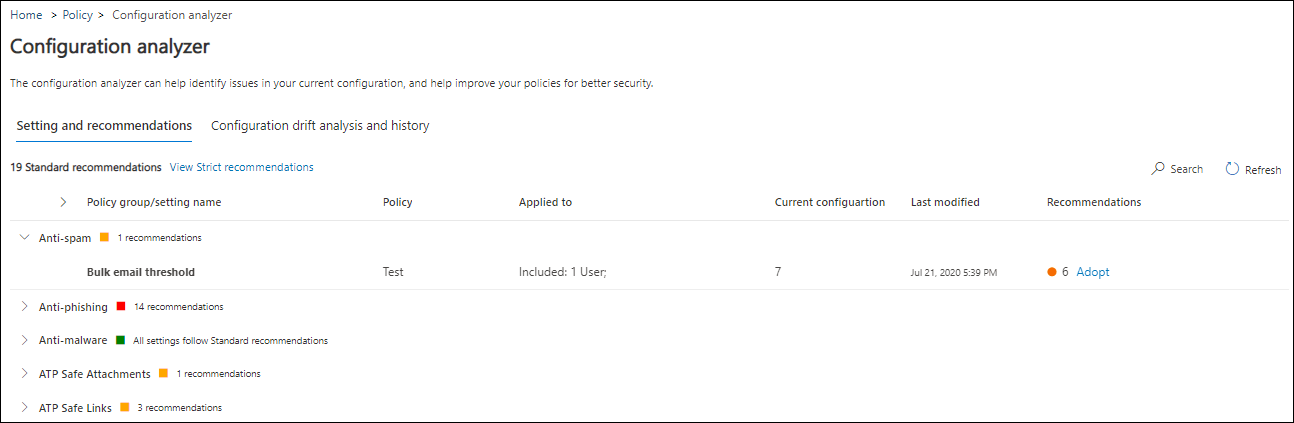 Home > Policy > Configuration analyzer
Configuration analyzer
The configuration analyzer can help identify issues in your current configuration, and help improve your policies for better security.
Setting and recommendations Configuration drift analysis and history
19 Standard recommendations View Strict recommendations Search Refresh
Policy group/setting name Policy Applied to Current configuartion Last modified Recommendations
Anti-spam 1 recommendations
Bulk email threshold Test Included: 1 User; 7 Jul 21, 2020 5:39 PM 6 Adopt
Anti-phishing 14 recommendations
Anti-malware All settings follow Standard recommendations
ATP Safe Attachments 1 recommendations
ATP Safe Links 3 recommendations